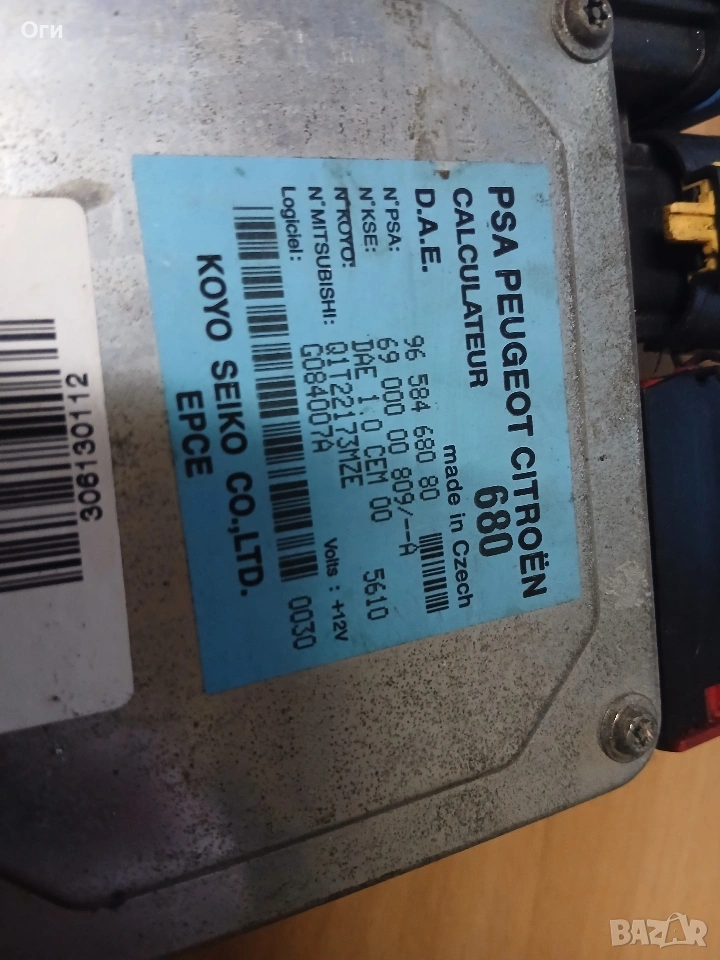 Оги
PSA PEUGEOT CITROËN
CALCULATEUR 680
D.A.E. made in Czech
N°PSA: 96 584 680 80
N°KSE: 69 000 00 809/--A
N°KOYO: DAE 1.0 CEM 00 5610
N°MITSUBISHI: Q1T22173MZE
Logiciel: G084007A Volts : +12V
0030
KOYO SEIKO CO.,LTD.
EPCE
306130112
BAZAR